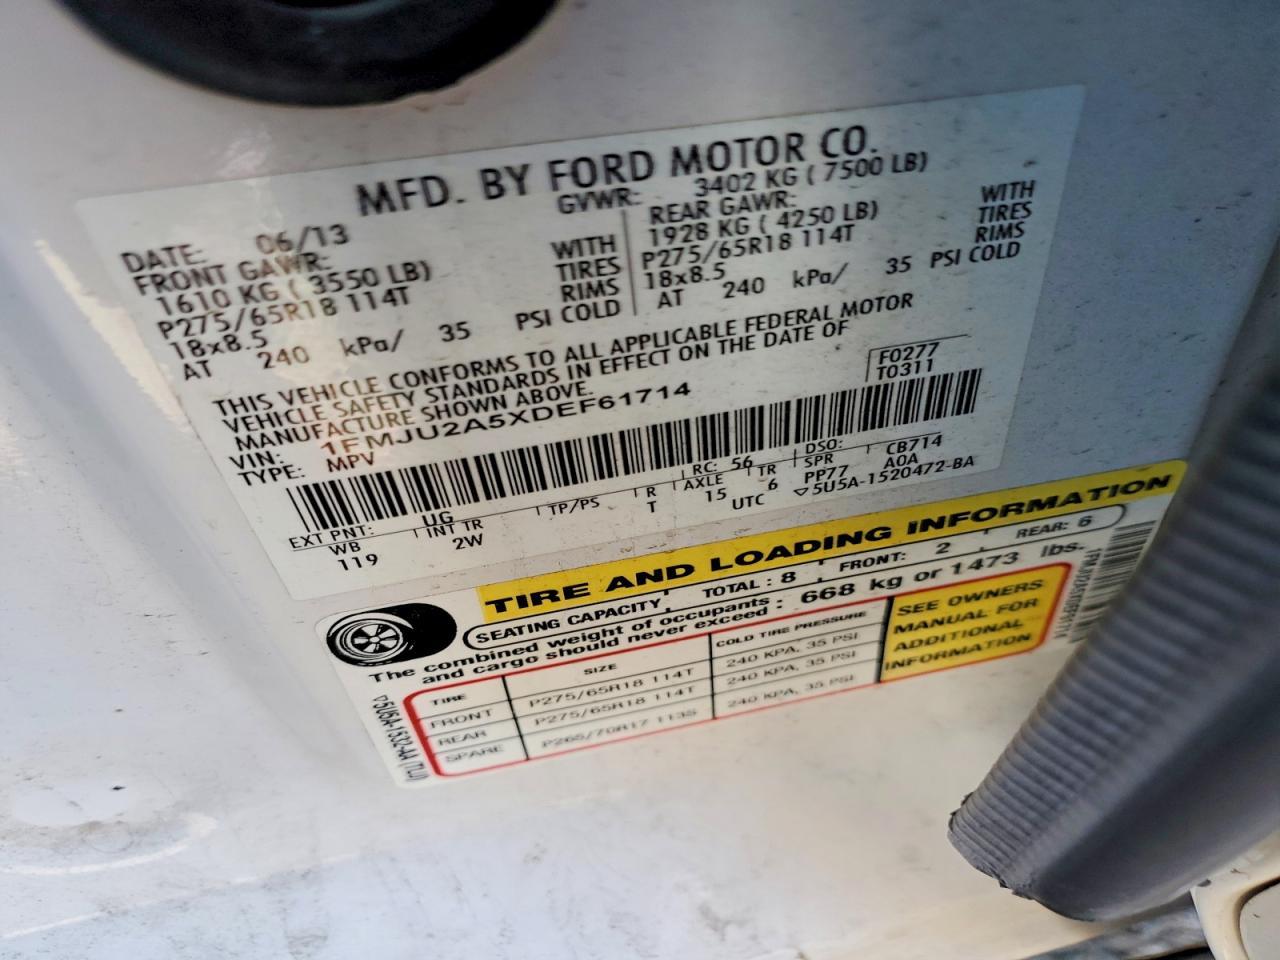 MFD. BY FORD MOTOR CO.
DATE: 06/13
GVWR: 3402 KG ( 7500 LB)
FRONT GAWR:
1610 KG ( 3550 LB) WITH
P275/65R18 114T TIRES
18x8.5 RIMS
AT 240 kPa/ 35 PSI COLD
REAR GAWR:
1928 KG ( 4250 LB) WITH
P275/65R18 114T TIRES
18x8.5 RIMS
AT 240 kPa/ 35 PSI COLD
THIS VEHICLE CONFORMS TO ALL APPLICABLE FEDERAL MOTOR
VEHICLE SAFETY STANDARDS IN EFFECT ON THE DATE OF
MANUFACTURE SHOWN ABOVE.
F0277
T0311
VIN: 1FMJU2A5XDEF61714
TYPE: MPV
EXT PNT: UG RC: 56 DSO: CB714
WB INT TR TP/PS R AXLE TR SPR A0A
119 2W T 15 6 PP77
UTC ▽5U5A-1520472-BA
TIRE AND LOADING INFORMATION
SEATING CAPACITY TOTAL : 8 FRONT: 2 REAR: 6
The combined weight of occupants
and cargo should never exceed : 668 kg or 1473 lbs.
TIRE SIZE COLD TIRE PRESSURE
FRONT P275/65R18 114T 240 KPA, 35 PSI
REAR P275/65R18 114T 240 KPA, 35 PSI
SPARE P265/70R17 113S 240 KPA, 35 PSI
SEE OWNERS
MANUAL FOR
ADDITIONAL
INFORMATION